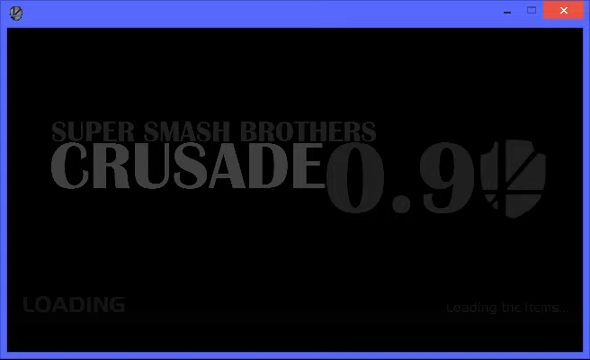 SUPER SMASH BROTHERS
CRUSADE 0.9
LOADING
Loading the items...